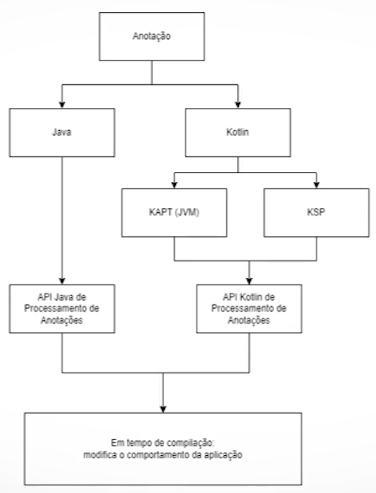 Anotação
Java
Kotlin
KAPT (JVM)
KSP
API Java de
Processamento de
Anotações
API Kotlin de
Processamento de
Anotações
Em tempo de compilação:
modifica o comportamento da aplicação